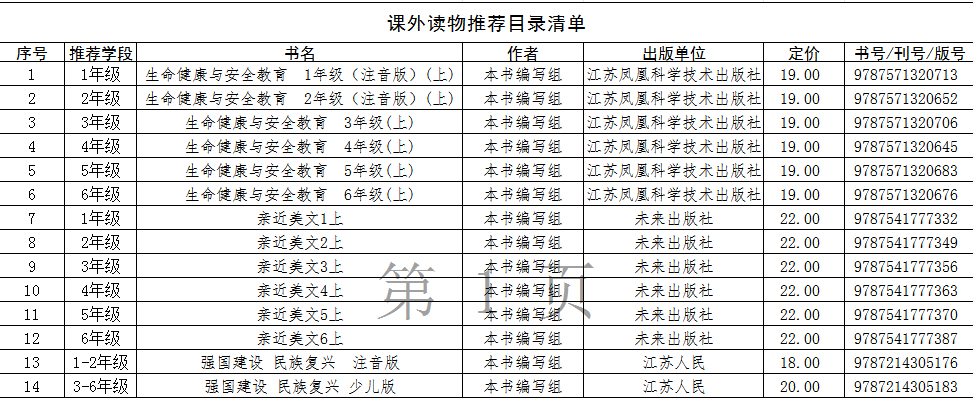 课外读物推荐目录清单
序号 推荐学段 书名 作者 出版单位 定价 书号/刊号/版号
1 1年级 生命健康与安全教育 1年级（注音版）(上) 本书编写组 江苏凤凰科学技术出版社 19.00 9787571320713
2 2年级 生命健康与安全教育 2年级（注音版）(上) 本书编写组 江苏凤凰科学技术出版社 19.00 9787571320652
3 3年级 生命健康与安全教育 3年级(上) 本书编写组 江苏凤凰科学技术出版社 19.00 9787571320706
4 4年级 生命健康与安全教育 4年级(上) 本书编写组 江苏凤凰科学技术出版社 19.00 9787571320645
5 5年级 生命健康与安全教育 5年级(上) 本书编写组 江苏凤凰科学技术出版社 19.00 9787571320683
6 6年级 生命健康与安全教育 6年级(上) 本书编写组 江苏凤凰科学技术出版社 19.00 9787571320676
7 1年级 亲近美文1上 本书编写组 未来出版社 22.00 9787541777332
8 2年级 亲近美文2上 本书编写组 未来出版社 22.00 9787541777349
9 3年级 亲近美文3上 本书编写组 未来出版社 22.00 9787541777356
10 4年级 亲近美文4上 本书编写组 未来出版社 22.00 9787541777363
11 5年级 亲近美文5上 本书编写组 未来出版社 22.00 9787541777370
12 6年级 亲近美文6上 本书编写组 未来出版社 22.00 9787541777387
13 1-2年级 强国建设 民族复兴 注音版 本书编写组 江苏人民 18.00 9787214305176
14 3-6年级 强国建设 民族复兴 少儿版 本书编写组 江苏人民 20.00 9787214305183
第 1 页